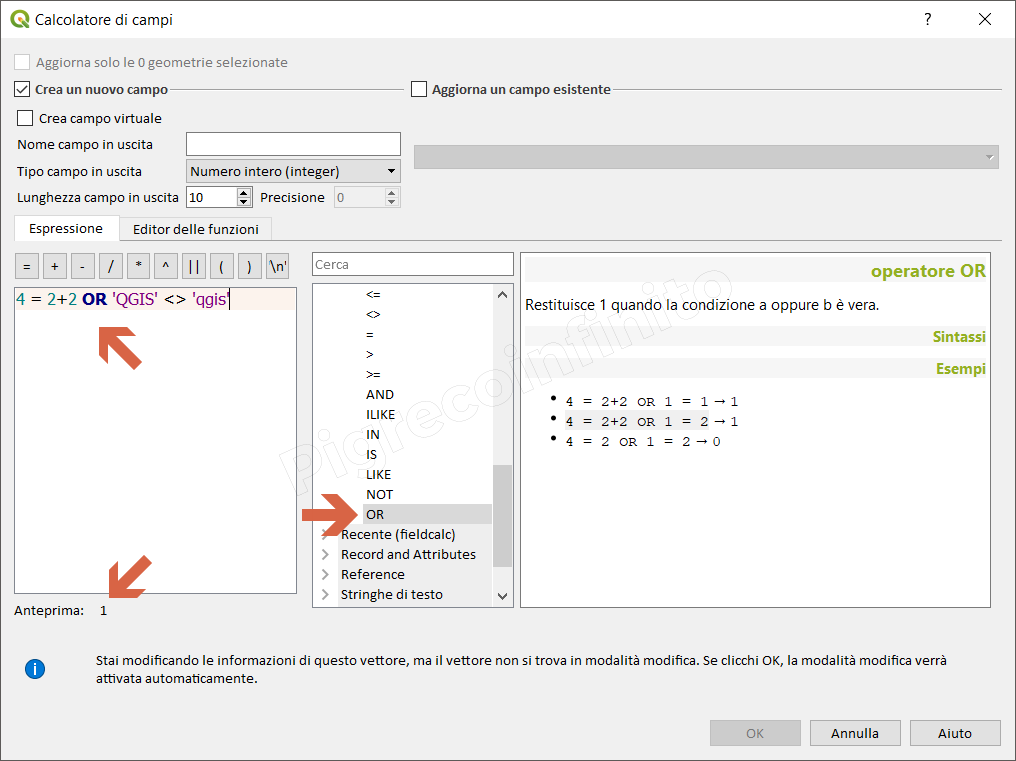 Calcolatore di campi
?
Aggiorna solo le 0 geometrie selezionate
Crea un nuovo campo
Aggiorna un campo esistente
Crea campo virtuale
Nome campo in uscita
Tipo campo in uscita Numero intero (integer)
Lunghezza campo in uscita 10 Precisione 0
Espressione Editor delle funzioni
= + - / * ^ || ( ) '\n'
4 = 2+2 OR 'QGIS' <> 'qgis'
Anteprima: 1
Cerca
<=
<>
=
>
>=
AND
ILIKE
IN
IS
LIKE
NOT
OR
Recente (fieldcalc)
Record and Attributes
Reference
Stringhe di testo
operatore OR
Restituisce 1 quando la condizione a oppure b è vera.
Sintassi
Esempi
• 4 = 2+2 OR 1 = 1 → 1
• 4 = 2+2 OR 1 = 2 → 1
• 4 = 2 OR 1 = 2 → 0
Pigrecoinfinito
Stai modificando le informazioni di questo vettore, ma il vettore non si trova in modalità modifica. Se clicchi OK, la modalità modifica verrà
attivata automaticamente.
OK Annulla Aiuto